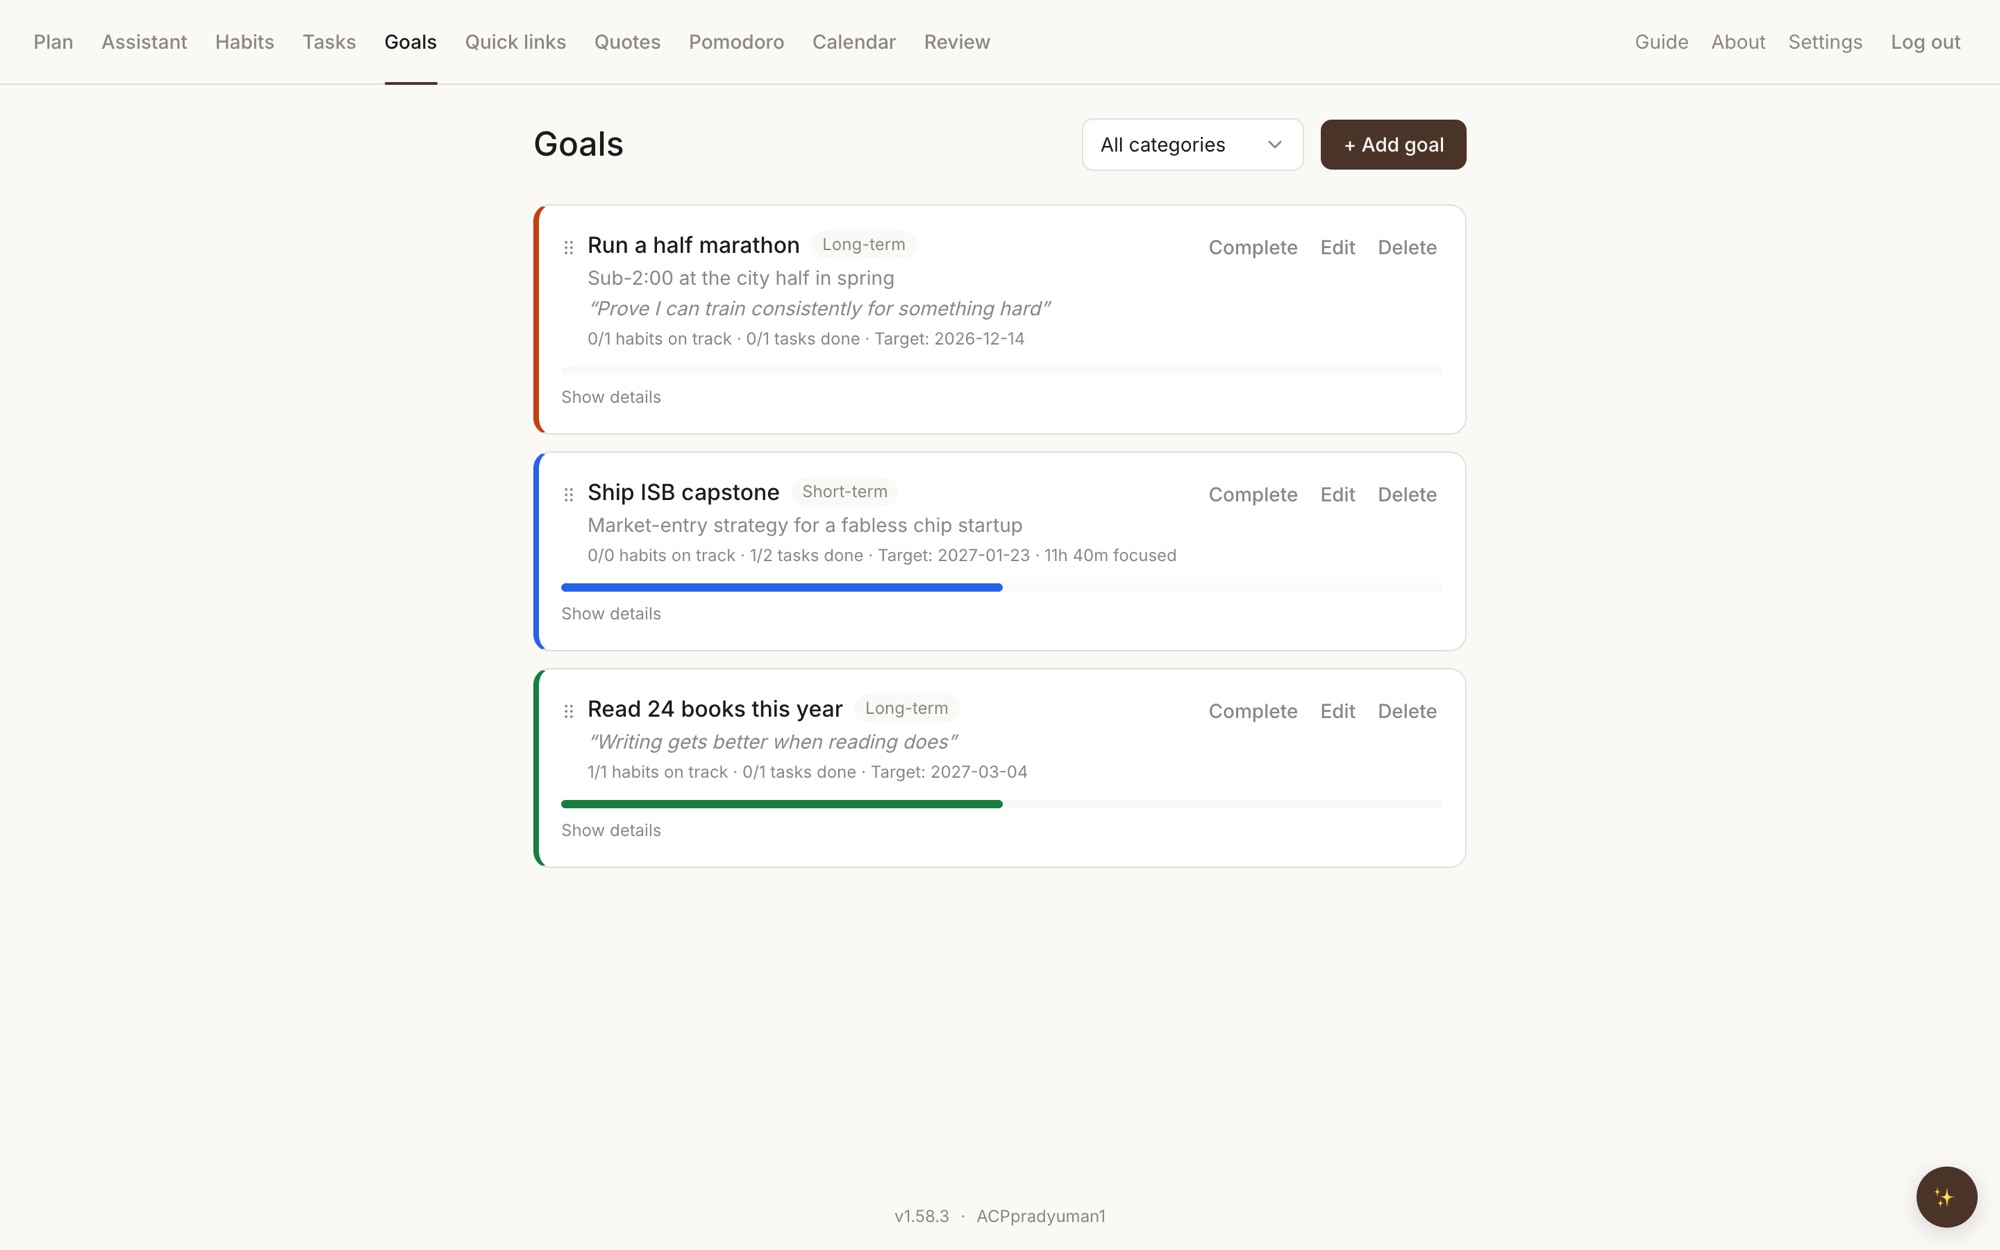 Plan Assistant Habits Tasks Goals Quick links Quotes Pomodoro Calendar Review Guide About Settings Log out
Goals All categories + Add goal
Run a half marathon Long-term Complete Edit Delete
Sub-2:00 at the city half in spring
“Prove I can train consistently for something hard”
0/1 habits on track · 0/1 tasks done · Target: 2026-12-14
Show details
Ship ISB capstone Short-term Complete Edit Delete
Market-entry strategy for a fabless chip startup
0/0 habits on track · 1/2 tasks done · Target: 2027-01-23 · 11h 40m focused
Show details
Read 24 books this year Long-term Complete Edit Delete
“Writing gets better when reading does”
1/1 habits on track · 0/1 tasks done · Target: 2027-03-04
Show details
v1.58.3 · ACPpradyuman1